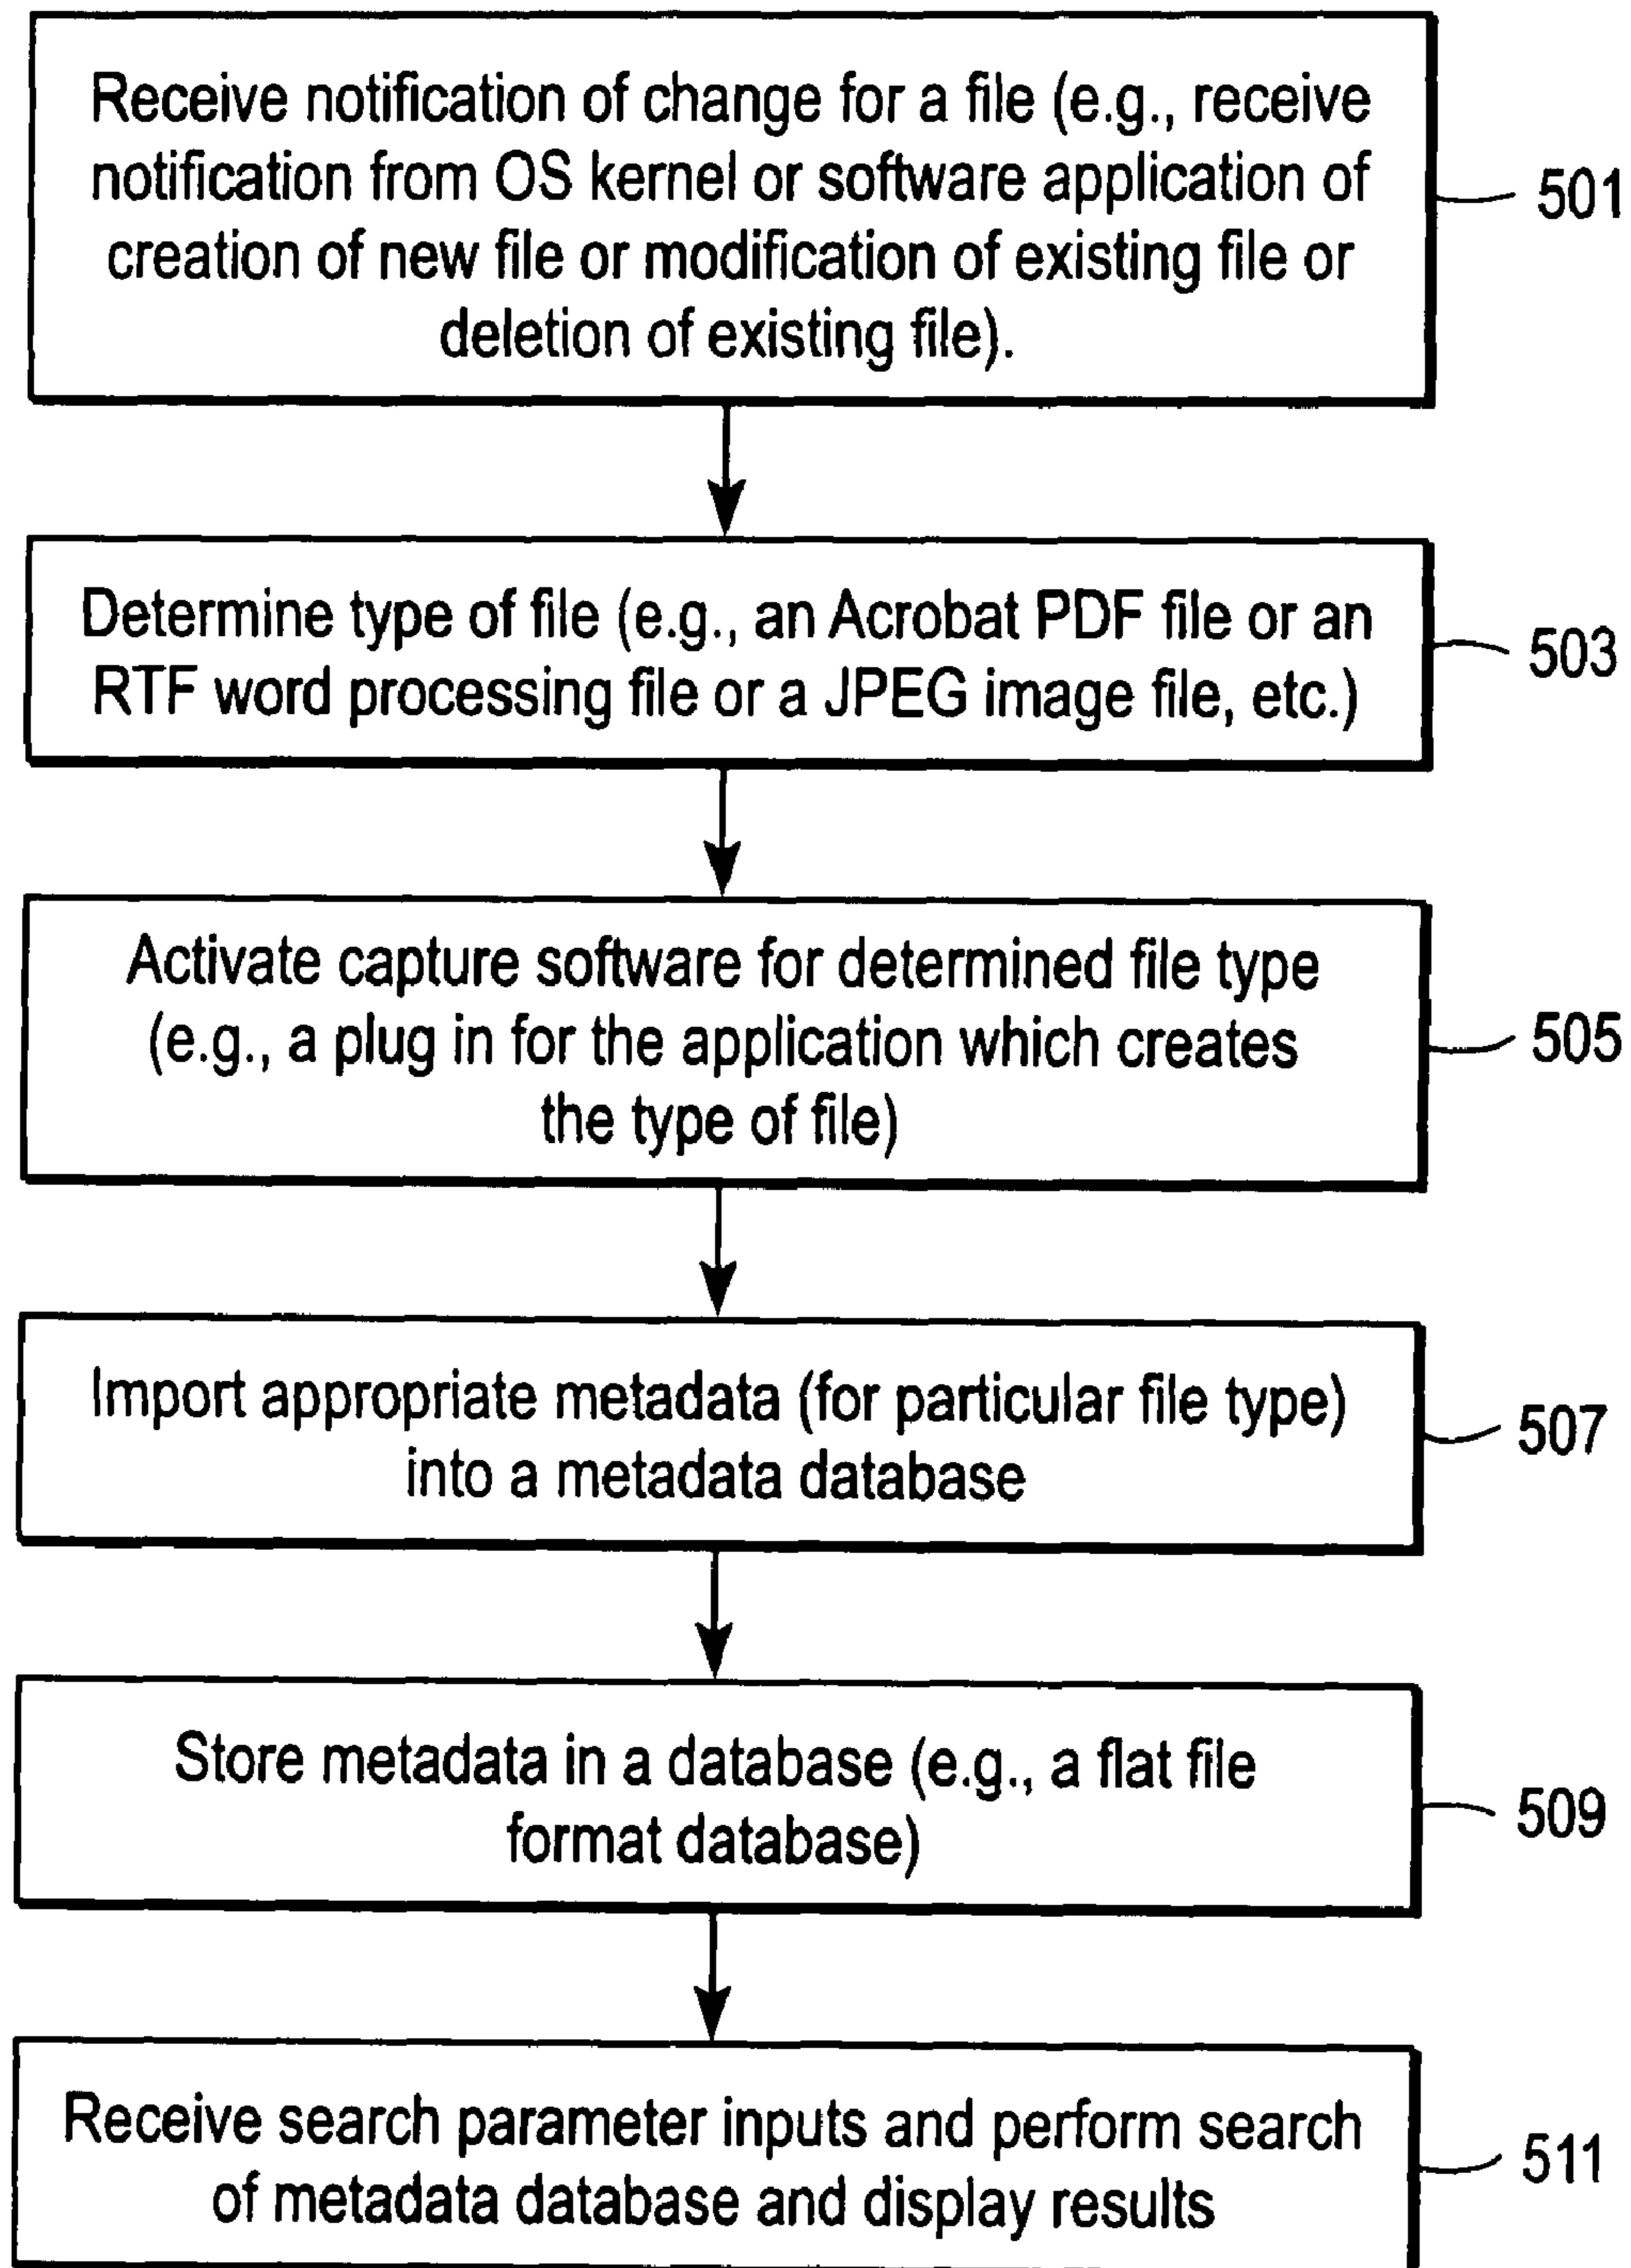 Receive notification of change for a file (e.g., receive
notification from OS kernel or software application of
creation of new file or modification of existing file or
deletion of existing file).
501
Determine type of file (e.g., an Acrobat PDF file or an
RTF word processing file or a JPEG image file, etc.)
503
Activate capture software for determined file type
(e.g., a plug in for the application which creates
the type of file)
505
Import appropriate metadata (for particular file type)
into a metadata database
507
Store metadata in a database (e.g., a flat file
format database)
509
Receive search parameter inputs and perform search
of metadata database and display results
511